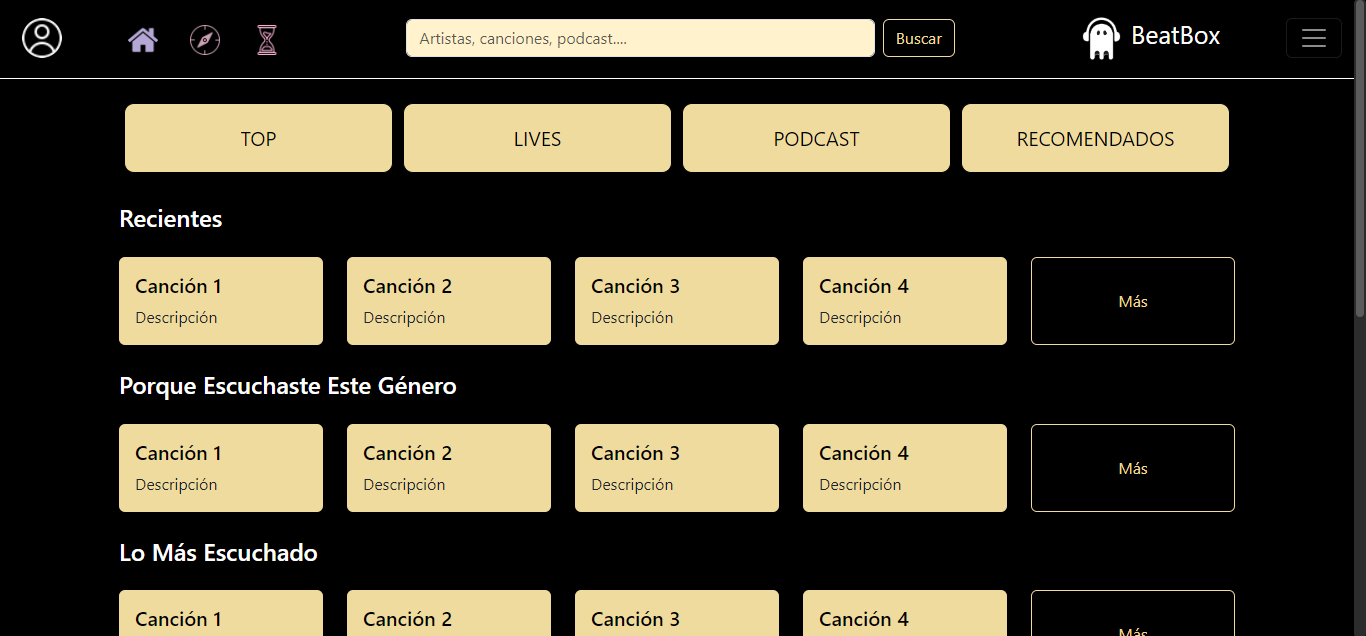 Artistas, canciones, podcast....
Buscar
BeatBox
TOP
LIVES
PODCAST
RECOMENDADOS
Recientes
Canción 1
Descripción
Canción 2
Descripción
Canción 3
Descripción
Canción 4
Descripción
Más
Porque Escuchaste Este Género
Canción 1
Descripción
Canción 2
Descripción
Canción 3
Descripción
Canción 4
Descripción
Más
Lo Más Escuchado
Canción 1
Canción 2
Canción 3
Canción 4
Más